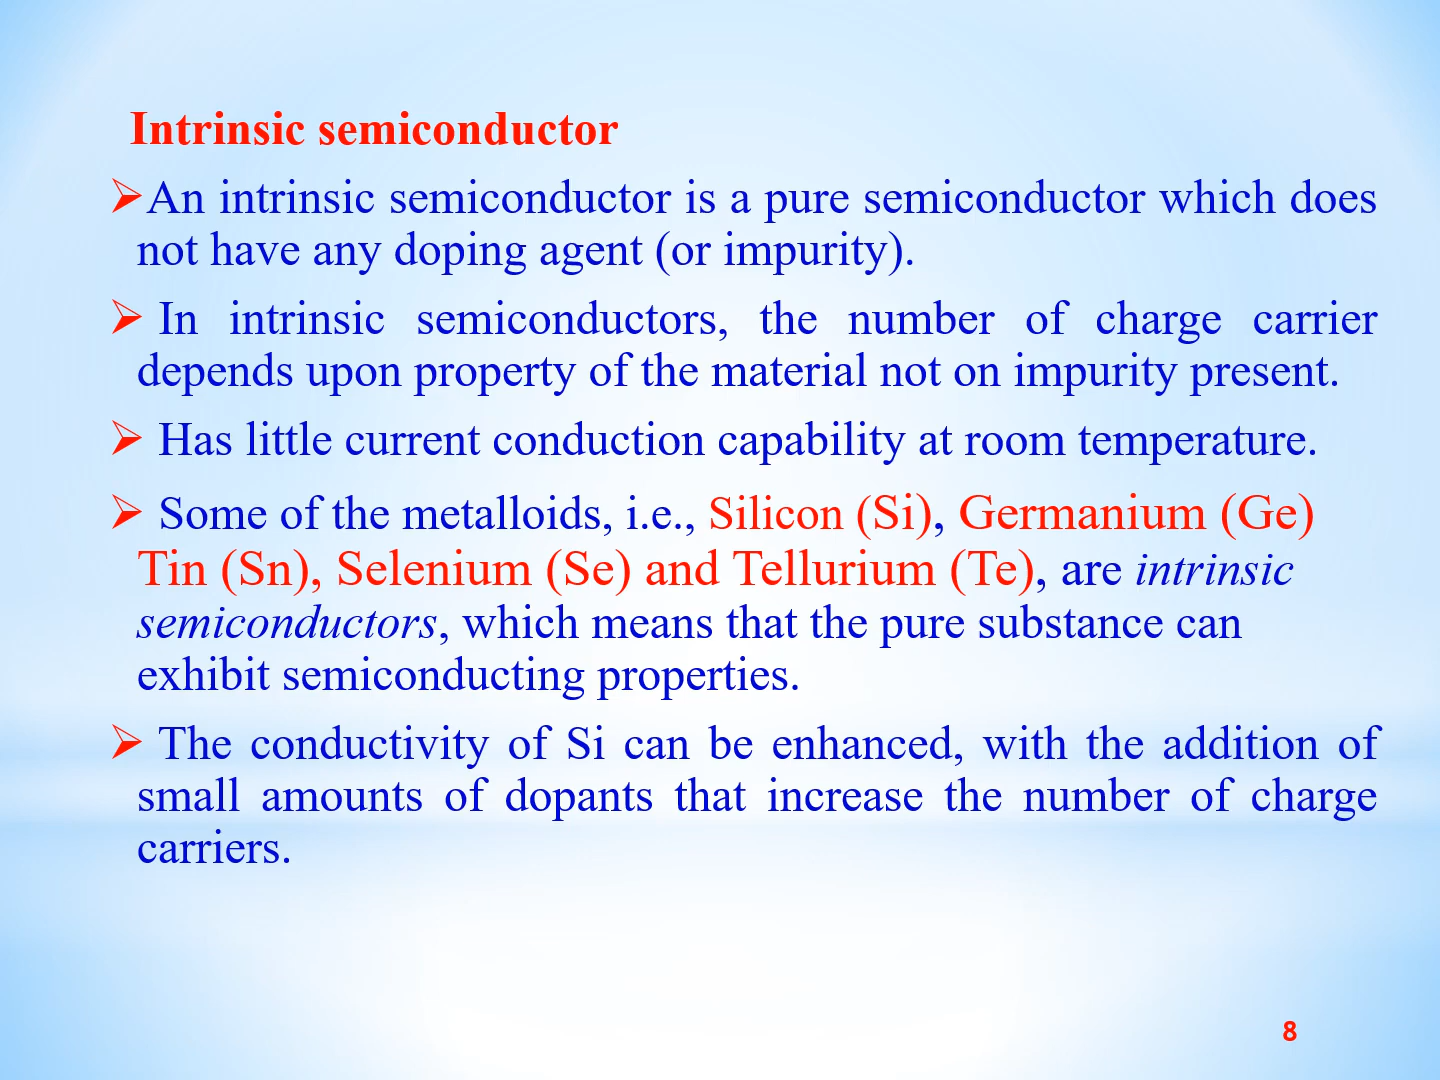 Intrinsic semiconductor
➢An intrinsic semiconductor is a pure semiconductor which does
not have any doping agent (or impurity).
➢ In intrinsic semiconductors, the number of charge carrier
depends upon property of the material not on impurity present.
➢ Has little current conduction capability at room temperature.
➢ Some of the metalloids, i.e., Silicon (Si), Germanium (Ge)
Tin (Sn), Selenium (Se) and Tellurium (Te), are intrinsic
semiconductors, which means that the pure substance can
exhibit semiconducting properties.
➢ The conductivity of Si can be enhanced, with the addition of
small amounts of dopants that increase the number of charge
carriers.
8